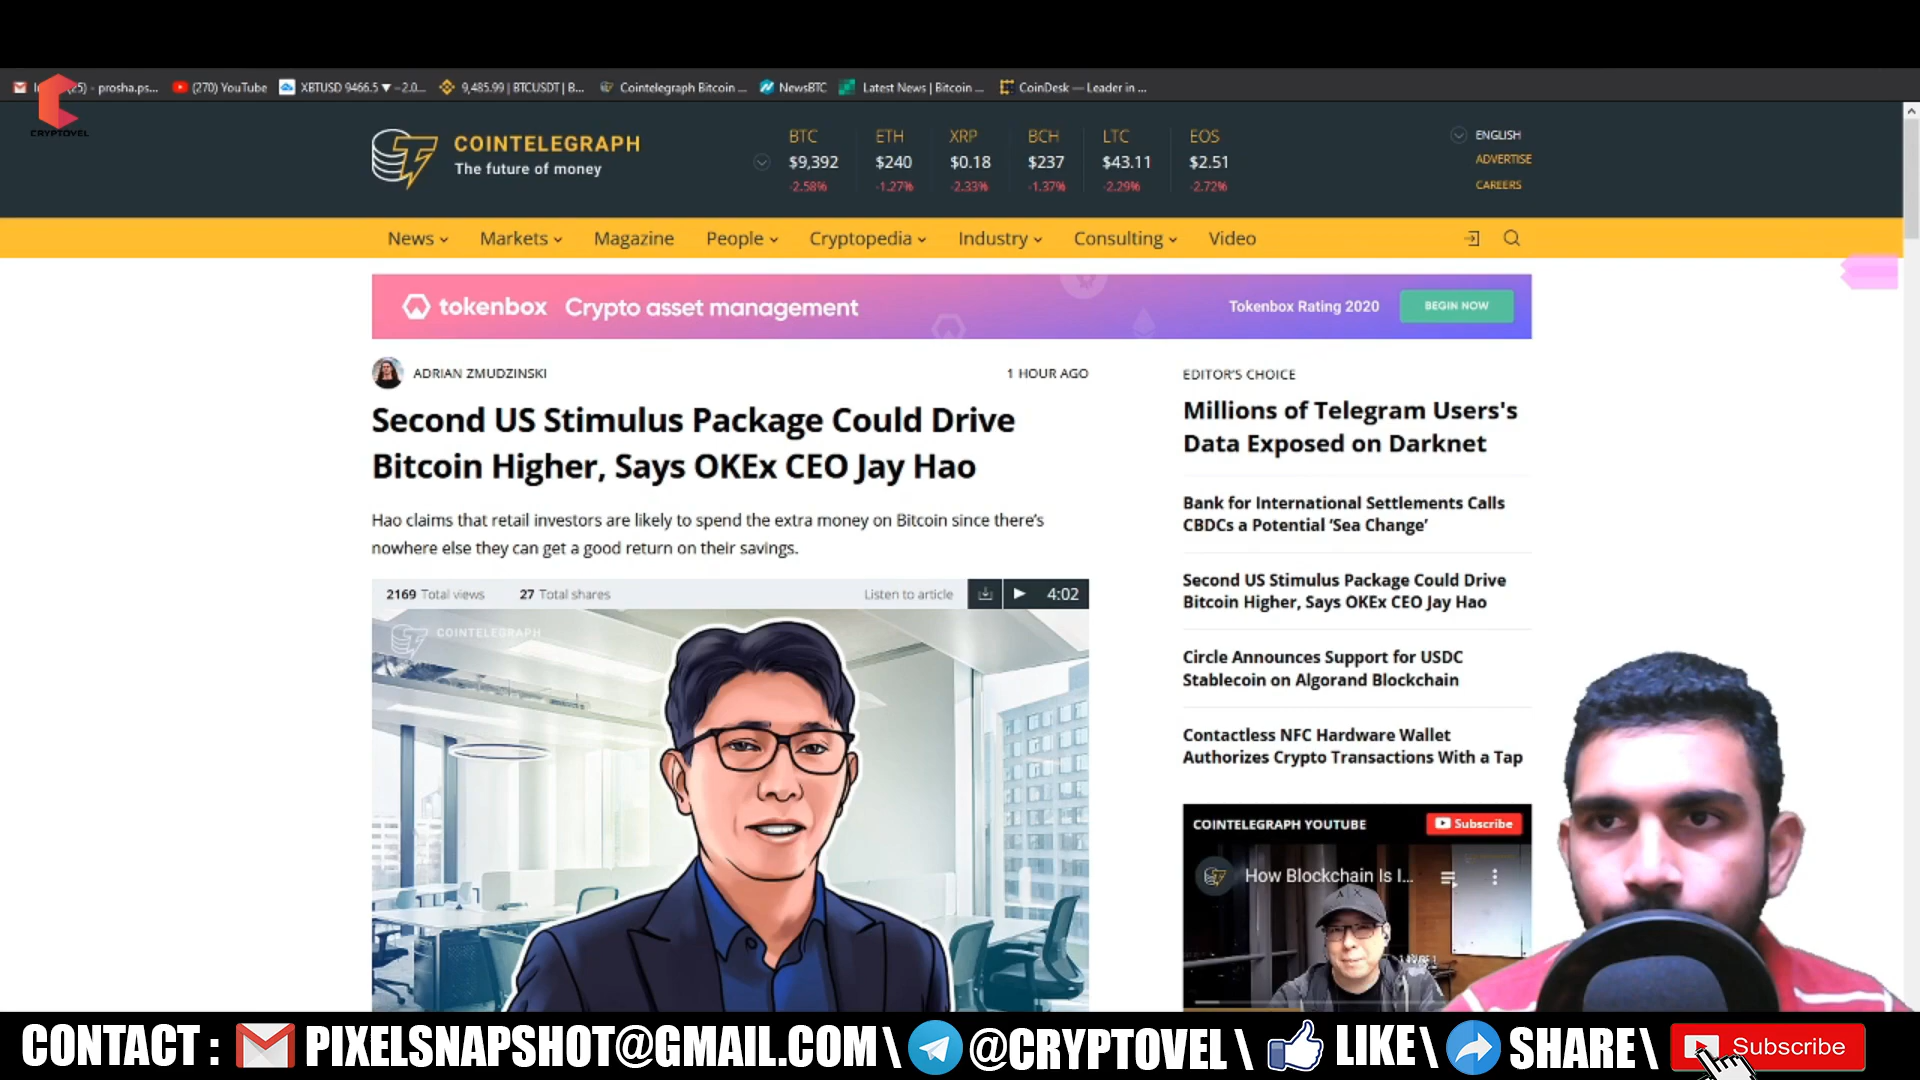 (25) - prosha.ps... (270) YouTube XBTUSD 9466.5 ▼ −2.0... 9,485.99 | BTCUSDT | B... Cointelegraph Bitcoin ... NewsBTC Latest News | Bitcoin ... CoinDesk — Leader in ...
CRYPTOVEL
COINTELEGRAPH
The future of money
BTC ETH XRP BCH LTC EOS
$9,392 $240 $0.18 $237 $43.11 $2.51
-2.58% -1.27% -2.33% -1.37% -2.29% -2.72%
ENGLISH
ADVERTISE
CAREERS
News Markets Magazine People Cryptopedia Industry Consulting Video
tokenbox Crypto asset management Tokenbox Rating 2020 BEGIN NOW
ADRIAN ZMUDZINSKI 1 HOUR AGO
Second US Stimulus Package Could Drive
Bitcoin Higher, Says OKEx CEO Jay Hao
Hao claims that retail investors are likely to spend the extra money on Bitcoin since there's
nowhere else they can get a good return on their savings.
2169 Total views 27 Total shares Listen to article 4:02
COINTELEGRAPH
EDITOR'S CHOICE
Millions of Telegram Users's
Data Exposed on Darknet
Bank for International Settlements Calls
CBDCs a Potential 'Sea Change'
Second US Stimulus Package Could Drive
Bitcoin Higher, Says OKEx CEO Jay Hao
Circle Announces Support for USDC
Stablecoin on Algorand Blockchain
Contactless NFC Hardware Wallet
Authorizes Crypto Transactions With a Tap
COINTELEGRAPH YOUTUBE Subscribe
How Blockchain Is I...
CONTACT : PIXELSNAPSHOT@GMAIL.COM \ @CRYPTOVEL \ LIKE \ SHARE \ Subscribe